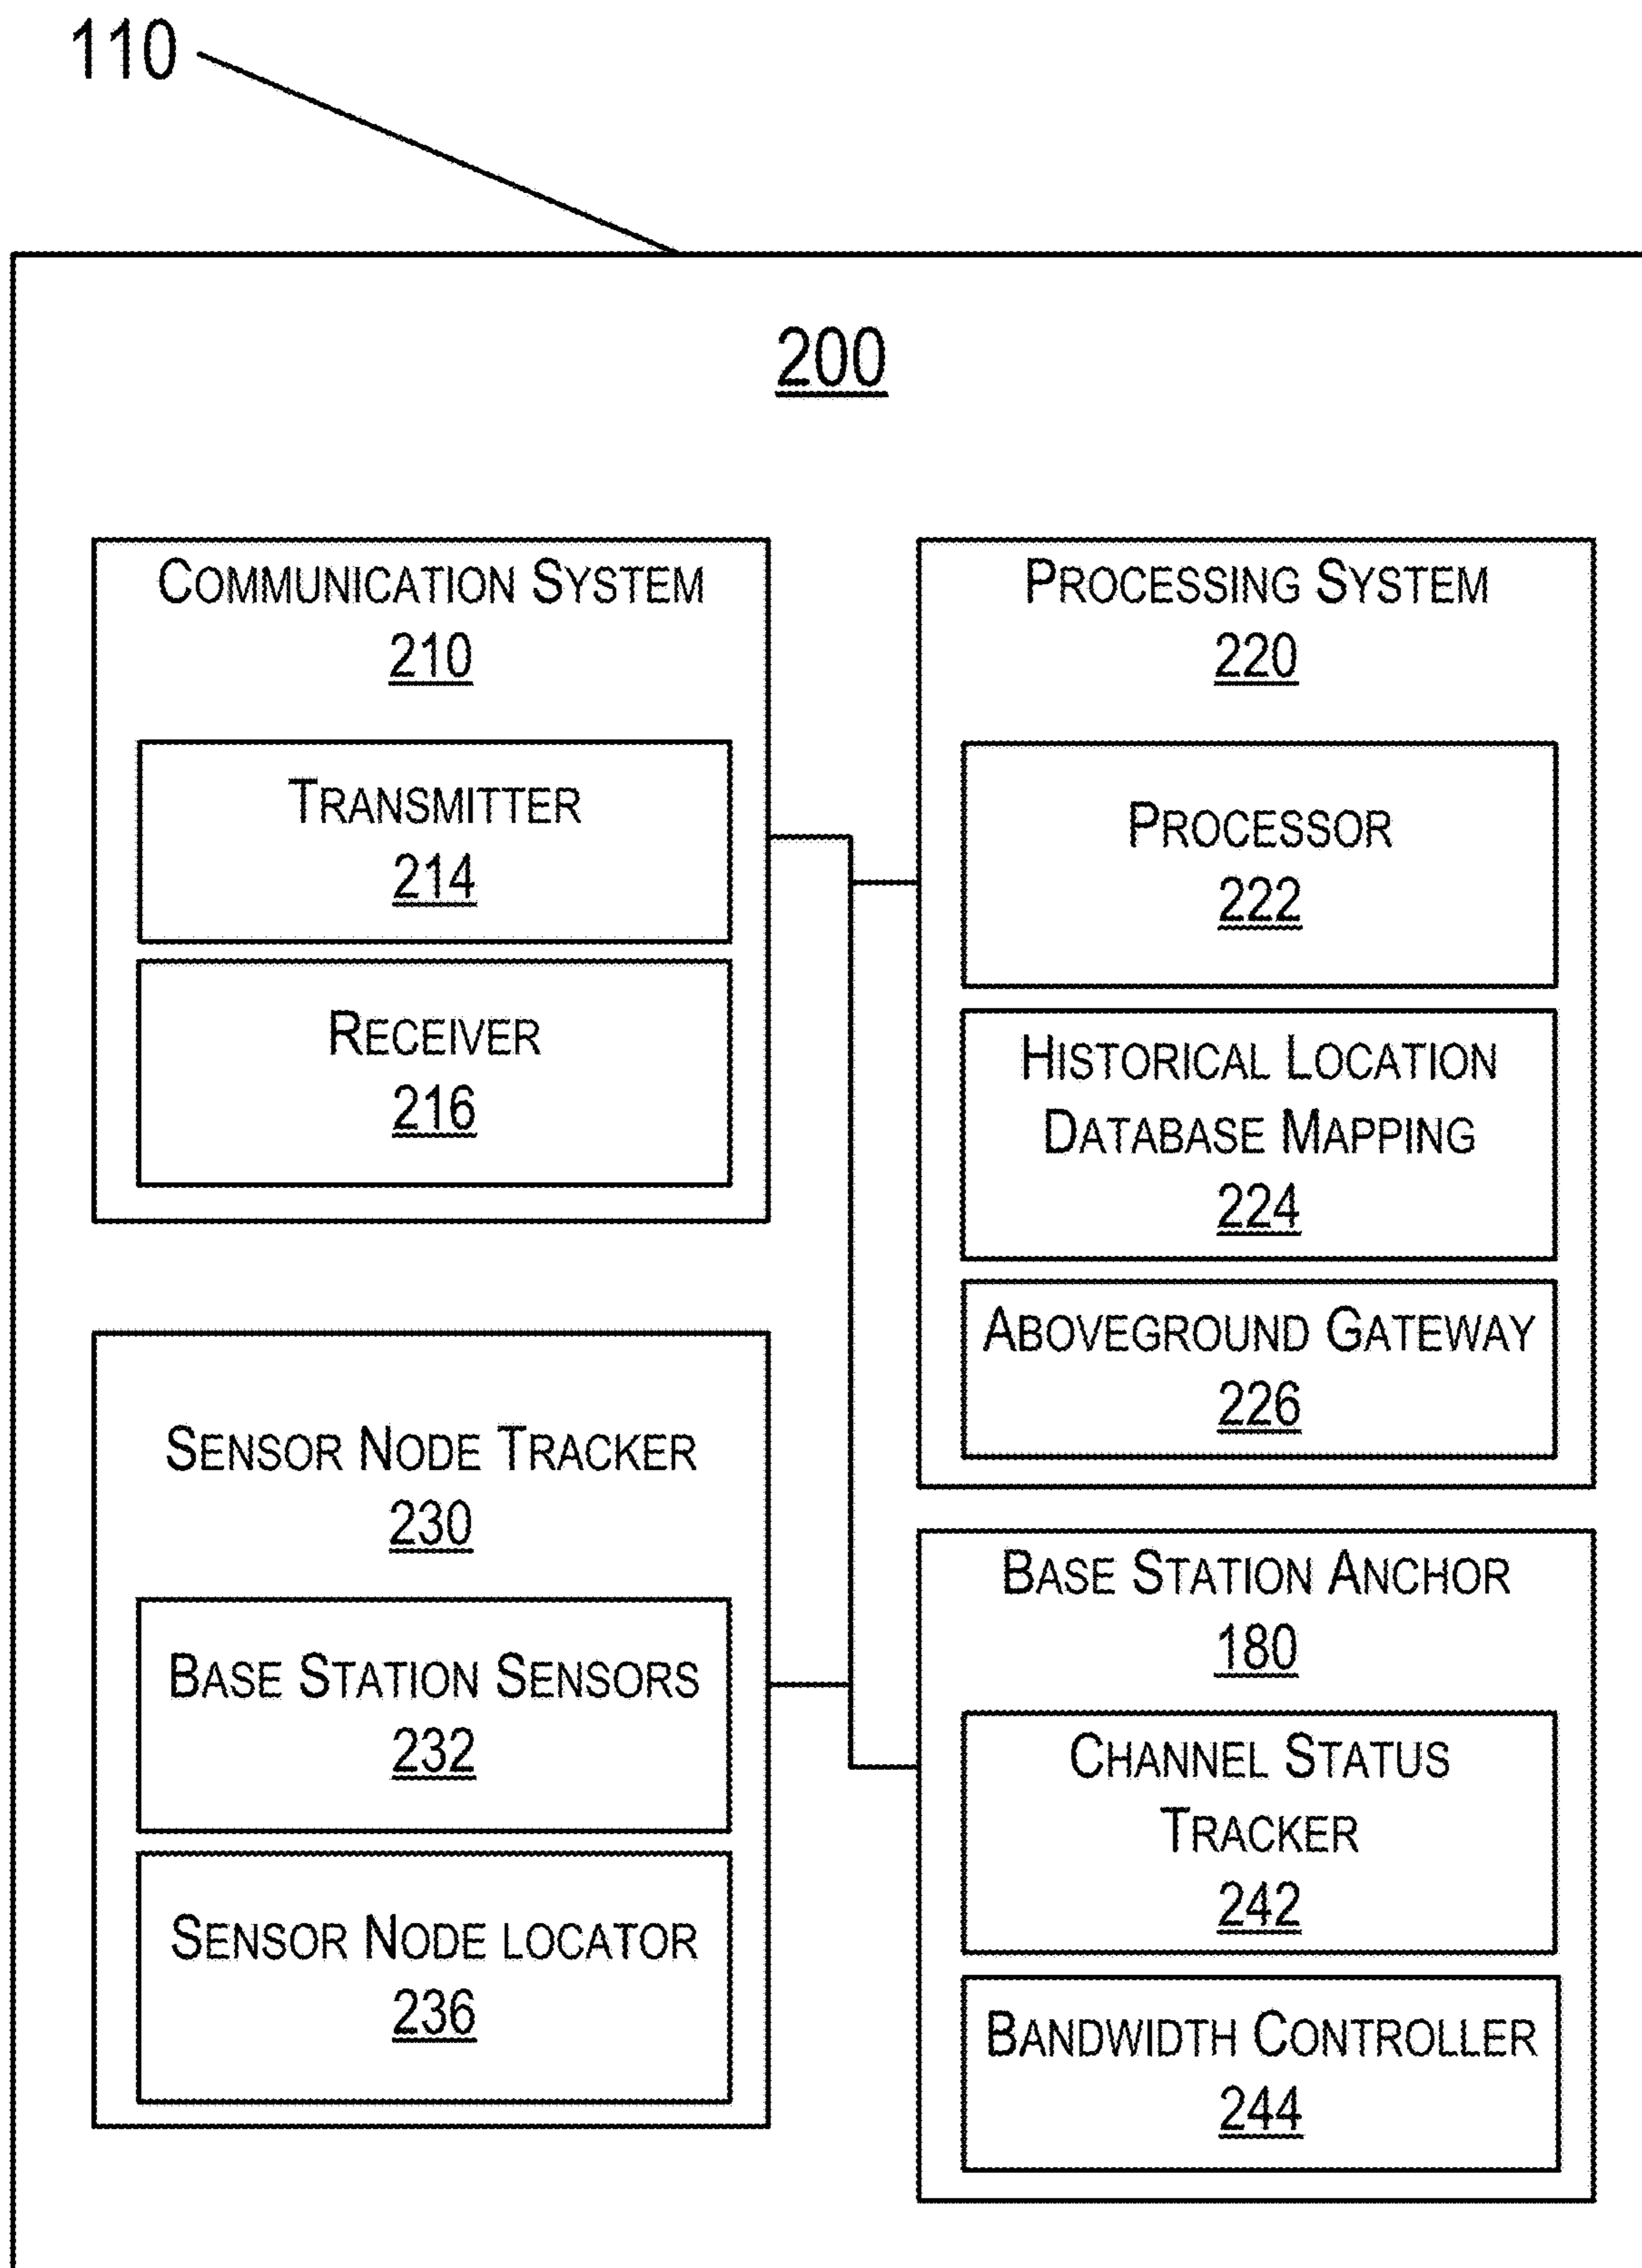 110
200
COMMUNICATION SYSTEM
210
TRANSMITTER
214
RECEIVER
216
PROCESSING SYSTEM
220
PROCESSOR
222
HISTORICAL LOCATION
DATABASE MAPPING
224
ABOVEGROUND GATEWAY
226
SENSOR NODE TRACKER
230
BASE STATION SENSORS
232
SENSOR NODE LOCATOR
236
BASE STATION ANCHOR
180
CHANNEL STATUS
TRACKER
242
BANDWIDTH CONTROLLER
244